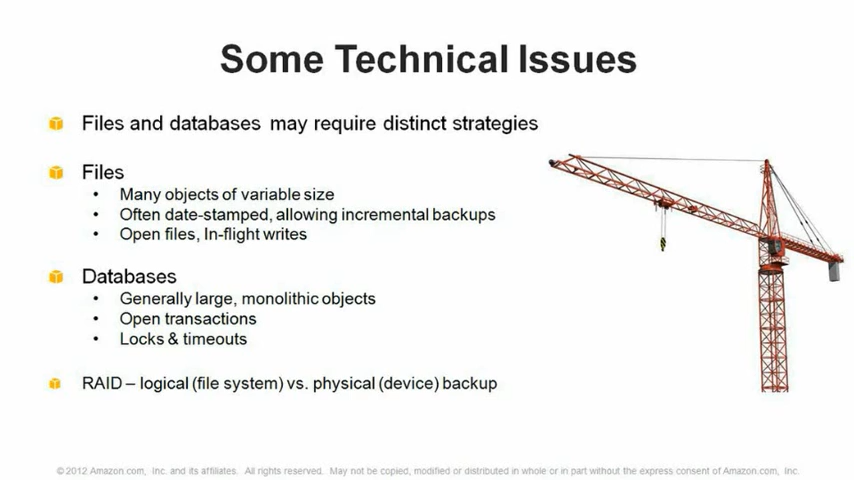 Some Technical Issues
Files and databases may require distinct strategies
Files
• Many objects of variable size
• Often date-stamped, allowing incremental backups
• Open files, In-flight writes
Databases
• Generally large, monolithic objects
• Open transactions
• Locks & timeouts
RAID – logical (file system) vs. physical (device) backup
© 2012 Amazon.com, Inc. and its affiliates. All rights reserved. May not be copied, modified or distributed in whole or in part without the express consent of Amazon.com, Inc.